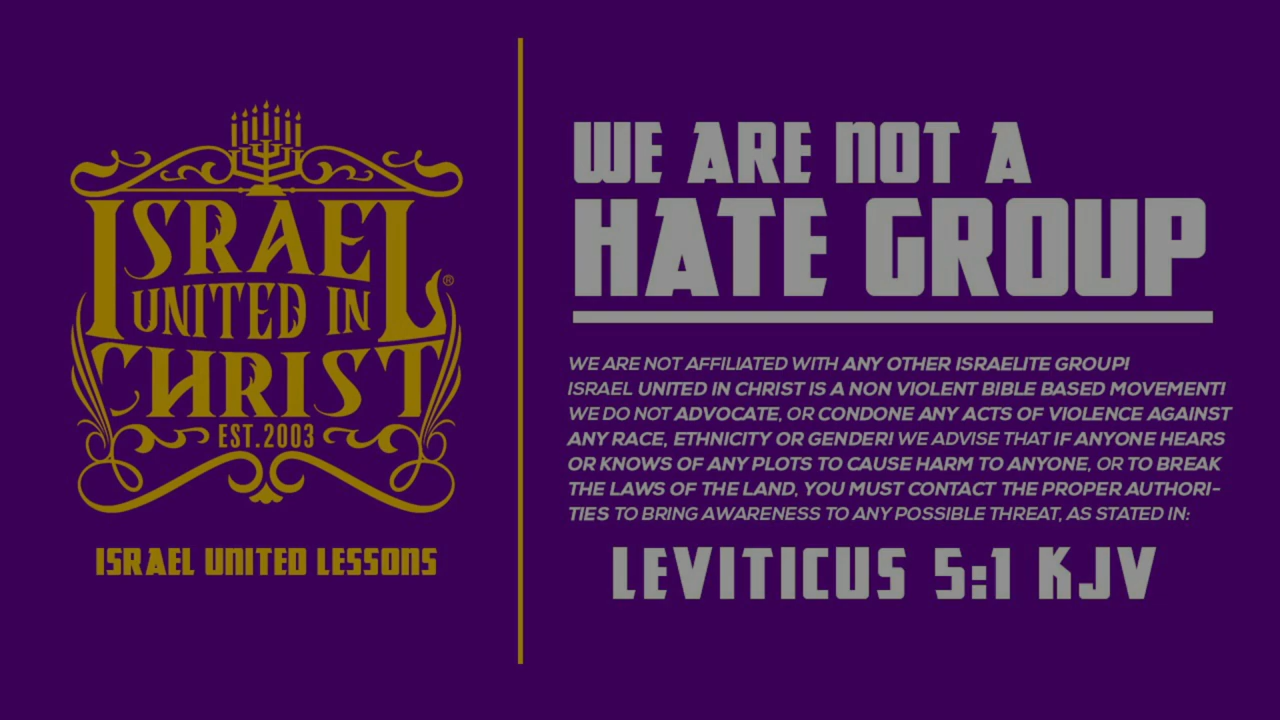 ISRAEL
UNITED IN
CHRIST
®
EST.2003
ISRAEL UNITED LESSONS
WE ARE NOT A
HATE GROUP
WE ARE NOT AFFILIATED WITH ANY OTHER ISRAELITE GROUP!
ISRAEL UNITED IN CHRIST IS A NON VIOLENT BIBLE BASED MOVEMENT!
WE DO NOT ADVOCATE, OR CONDONE ANY ACTS OF VIOLENCE AGAINST
ANY RACE, ETHNICITY OR GENDER! WE ADVISE THAT IF ANYONE HEARS
OR KNOWS OF ANY PLOTS TO CAUSE HARM TO ANYONE, OR TO BREAK
THE LAWS OF THE LAND, YOU MUST CONTACT THE PROPER AUTHORI-
TIES TO BRING AWARENESS TO ANY POSSIBLE THREAT, AS STATED IN:
LEVITICUS 5:1 KJV